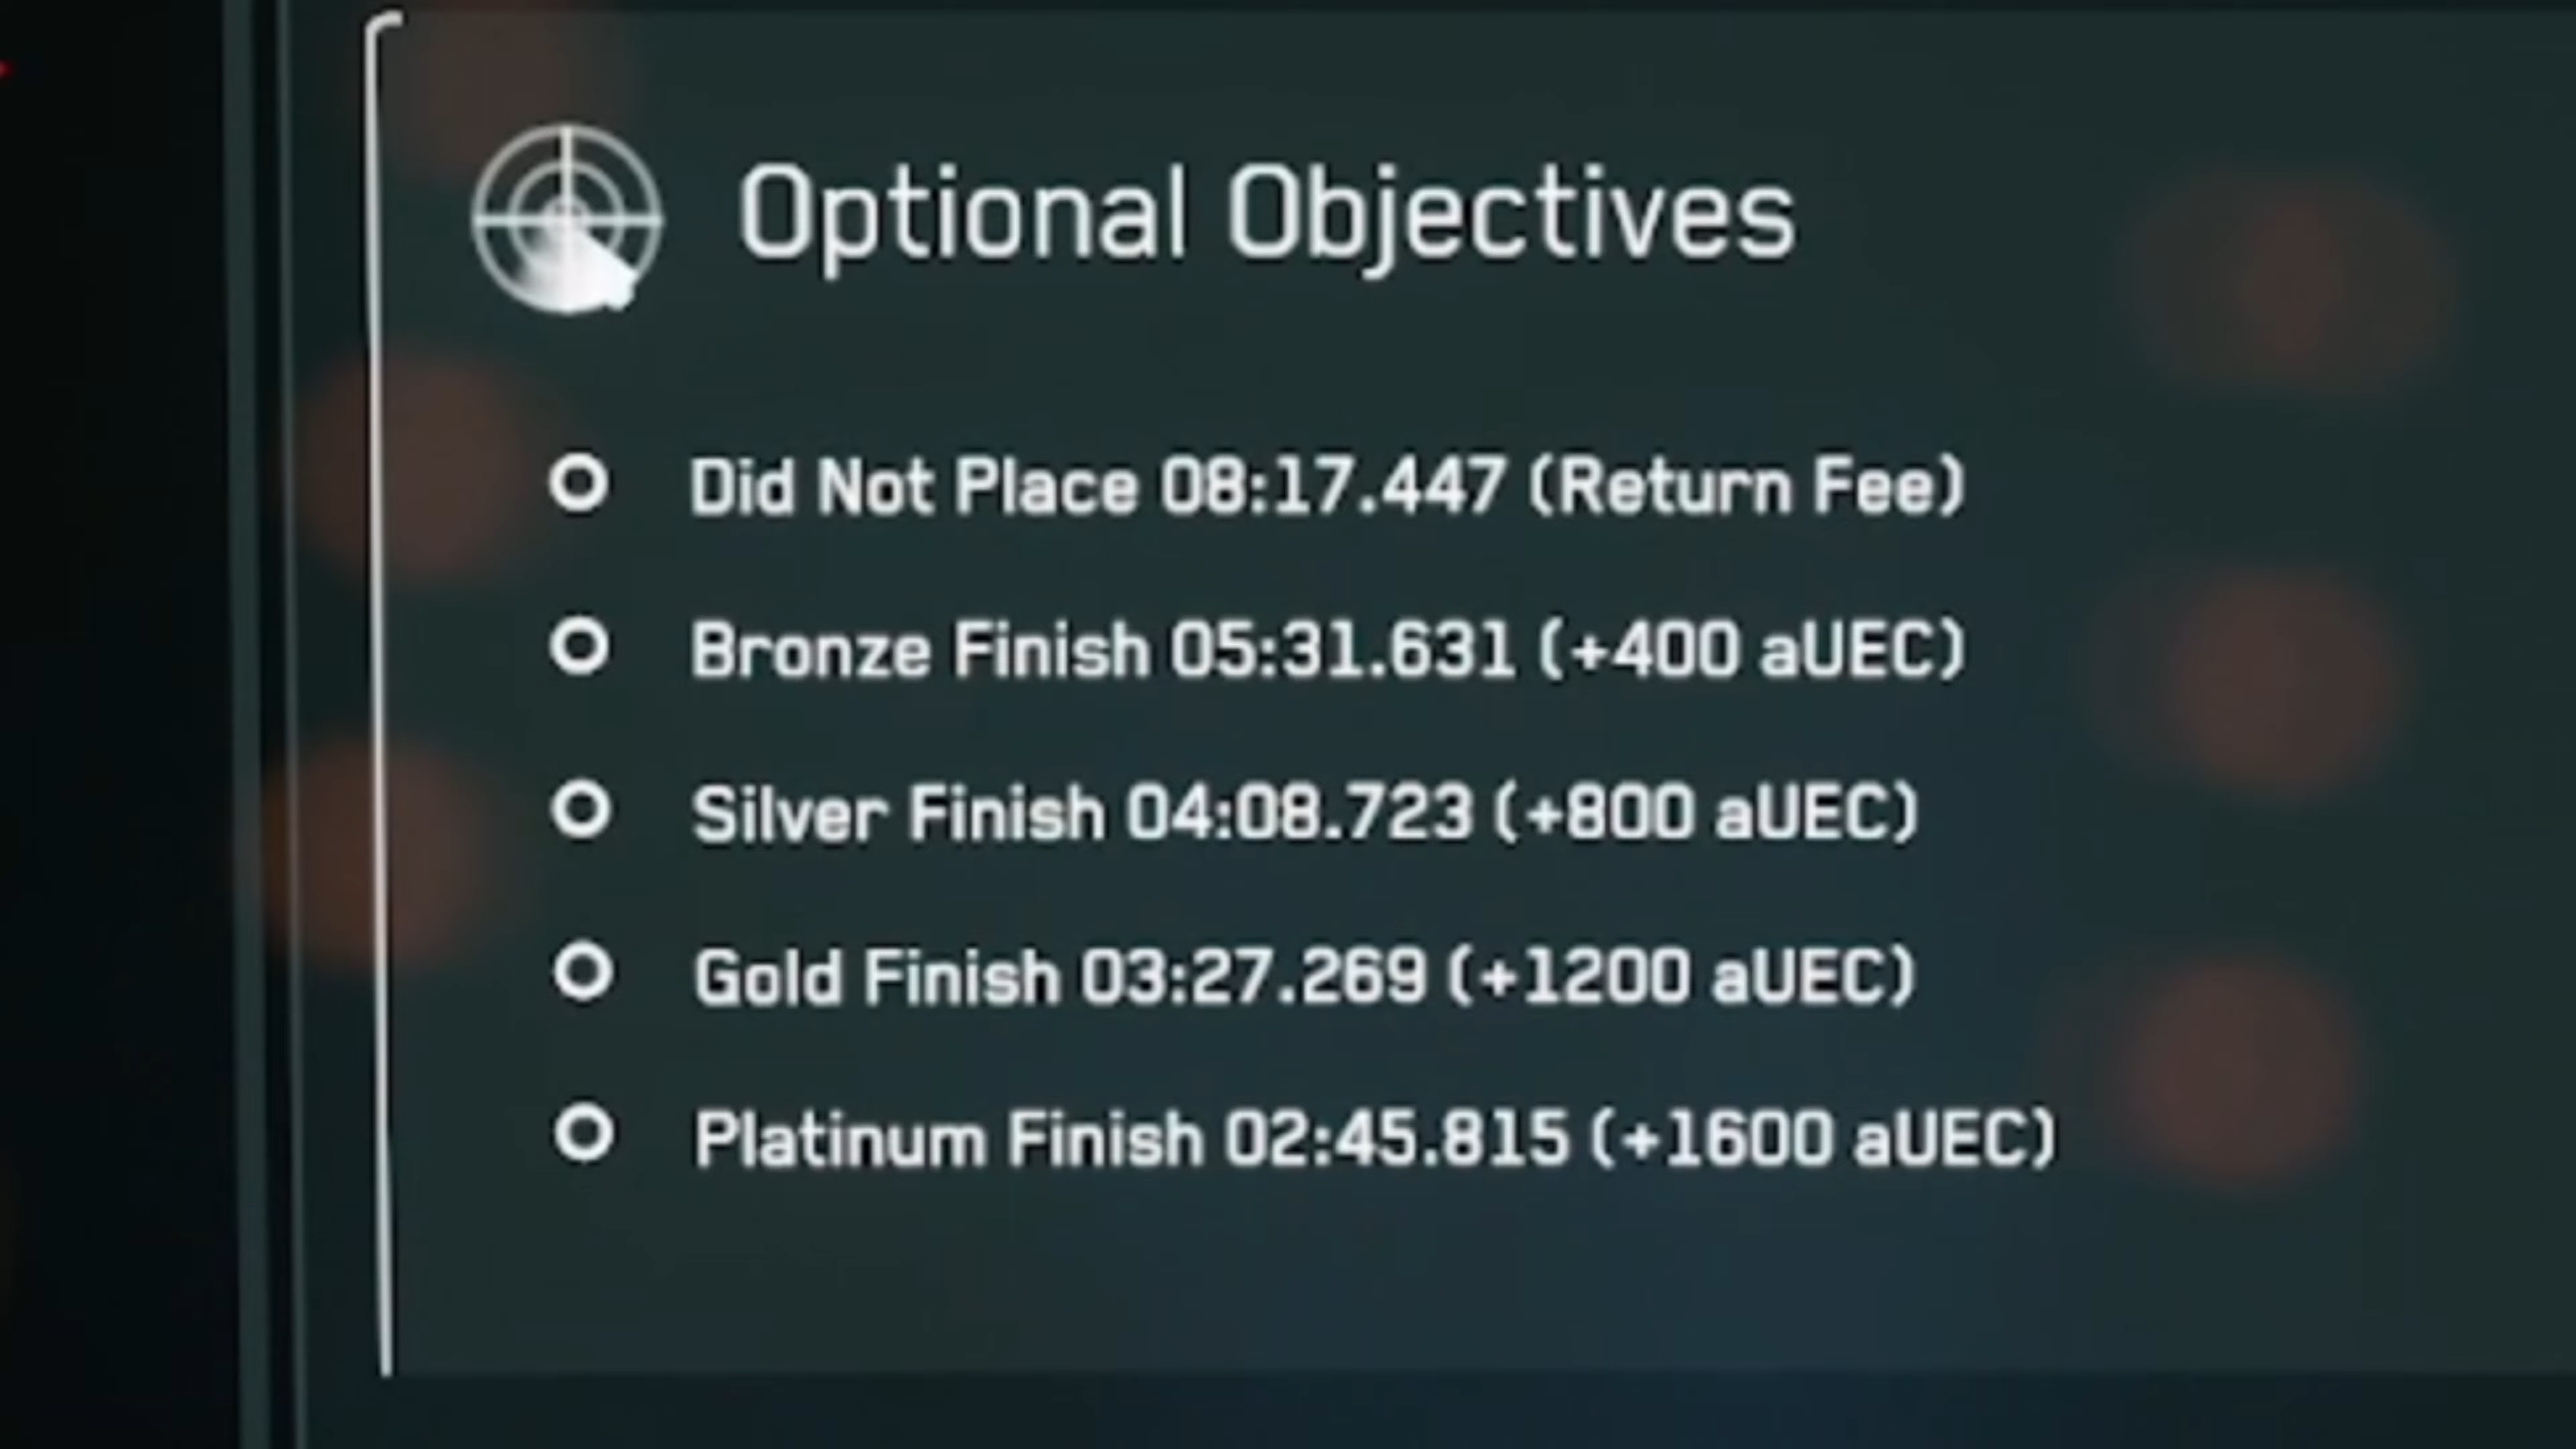 Optional Objectives
Did Not Place 08:17.447 (Return Fee)
Bronze Finish 05:31.631 (+400 aUEC)
Silver Finish 04:08.723 (+800 aUEC)
Gold Finish 03:27.269 (+1200 aUEC)
Platinum Finish 02:45.815 (+1600 aUEC)